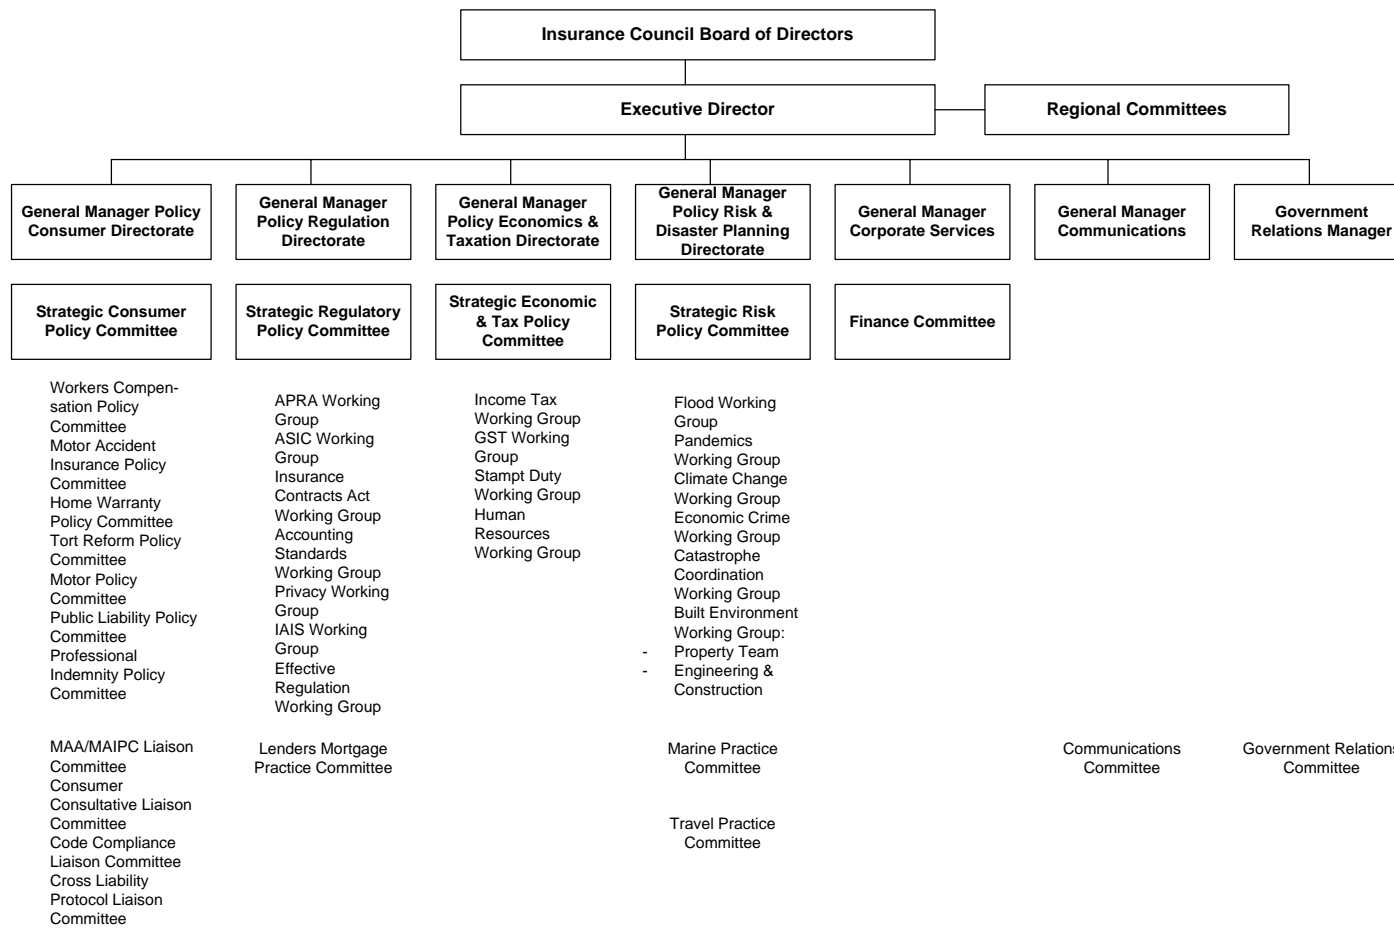 Insurance Council Board of Directors
Executive Director
Regional Committees
General Manager Policy
Consumer Directorate
General Manager
Policy Regulation
Directorate
General Manager
Policy Economics &
Taxation Directorate
General Manager
Policy Risk &
Disaster Planning
Directorate
General Manager
Corporate Services
General Manager
Communications
Government
Relations Manager
Strategic Consumer
Policy Committee
Strategic Regulatory
Policy Committee
Strategic Economic
& Tax Policy
Committee
Strategic Risk
Policy Committee
Finance Committee
Workers Compen-
sation Policy
Committee
Motor Accident
Insurance Policy
Committee
Home Warranty
Policy Committee
Tort Reform Policy
Committee
Motor Policy
Committee
Public Liability Policy
Committee
Professional
Indemnity Policy
Committee
APRA Working
Group
ASIC Working
Group
Insurance
Contracts Act
Working Group
Accounting
Standards
Working Group
Privacy Working
Group
IAIS Working
Group
Effective
Regulation
Working Group
Income Tax
Working Group
GST Working
Group
Stampt Duty
Working Group
Human
Resources
Working Group
Flood Working
Group
Pandemics
Working Group
Climate Change
Working Group
Economic Crime
Working Group
Catastrophe
Coordination
Working Group
Built Environment
Working Group:
- Property Team
- Engineering &
Construction
MAA/MAIPC Liaison
Committee
Consumer
Consultative Liaison
Committee
Code Compliance
Liaison Committee
Cross Liability
Protocol Liaison
Committee
Lenders Mortgage
Practice Committee
Marine Practice
Committee
Travel Practice
Committee
Communications
Committee
Government Relations
Committee